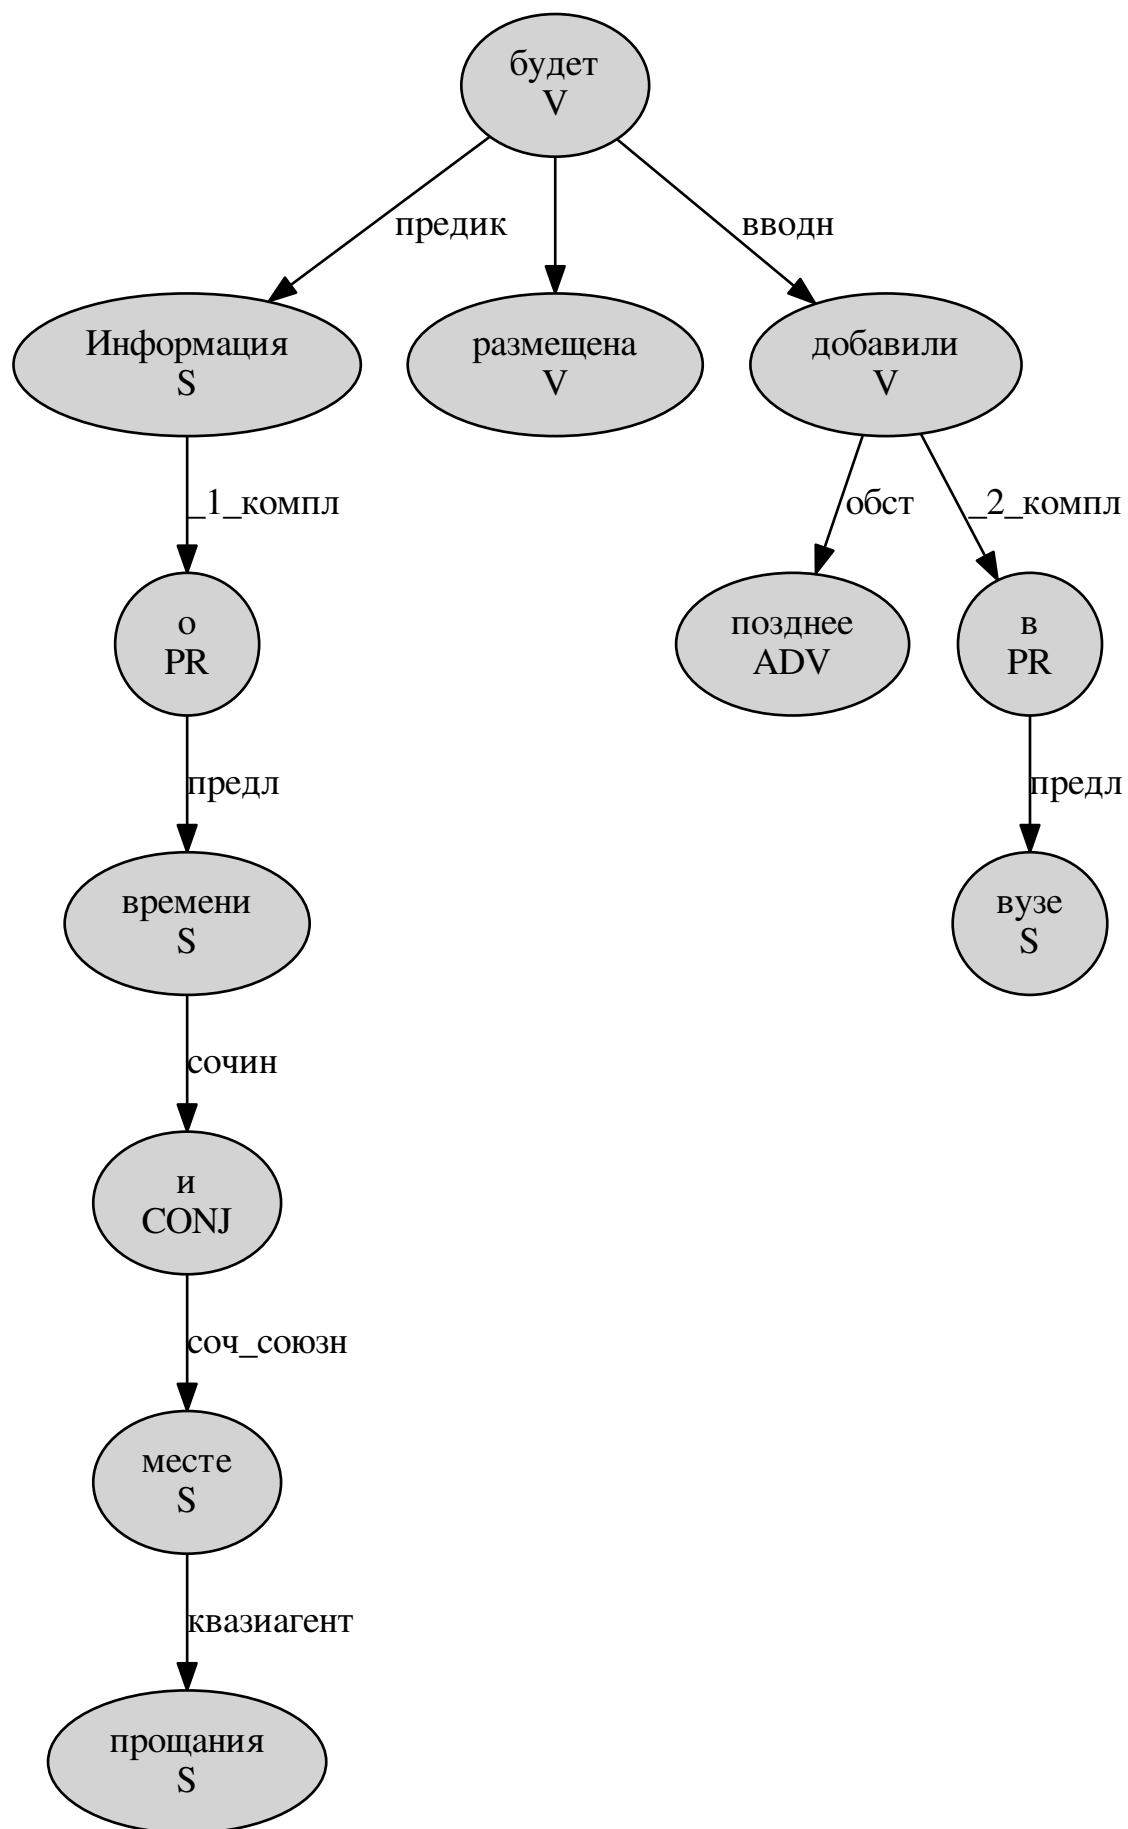 будет
V
предик
вводн
Информация
S
размещена
V
добавили
V
_1_компл
обст
_2_компл
о
PR
позднее
ADV
в
PR
предл
предл
времени
S
вузе
S
сочин
и
CONJ
соч_союзн
месте
S
квазиагент
прощания
S